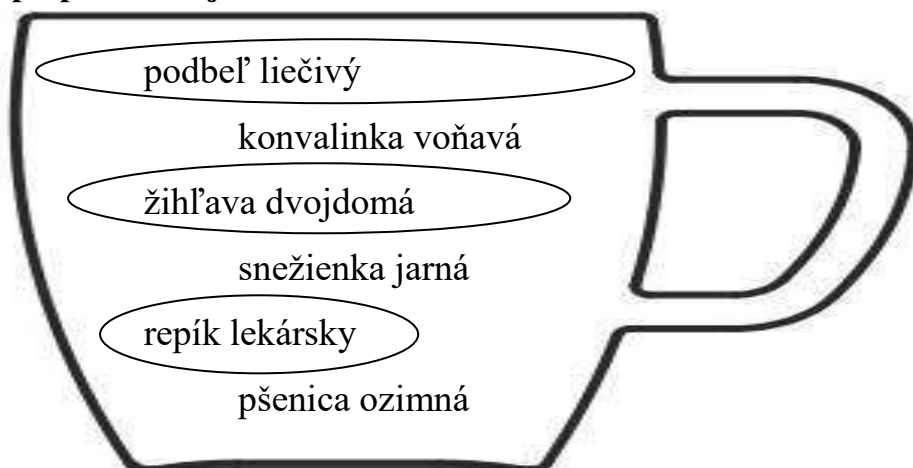 podbeľ liečivý
konvalinka voňavá
žihľava dvojdomá
snežienka jarná
repík lekársky
pšenica ozimná